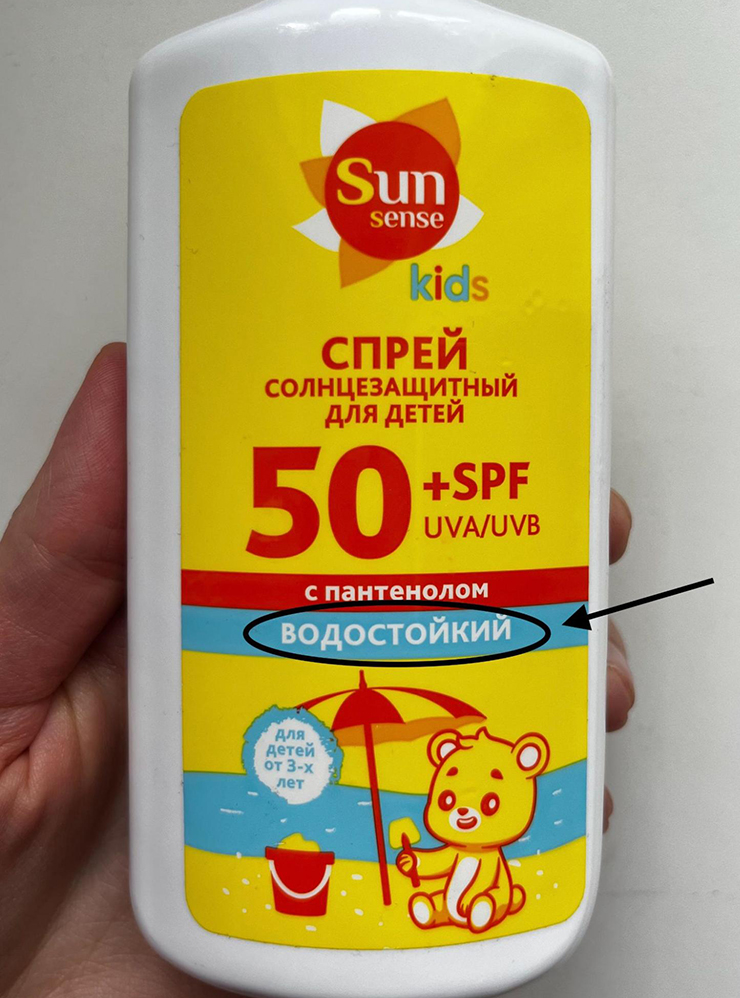 Sun
sense
kids
СПРЕЙ
СОЛНЦЕЗАЩИТНЫЙ
ДЛЯ ДЕТЕЙ
50 +SPF
UVA/UVB
с пантенолом
ВОДОСТОЙКИЙ
для
детей
от 3-х
лет